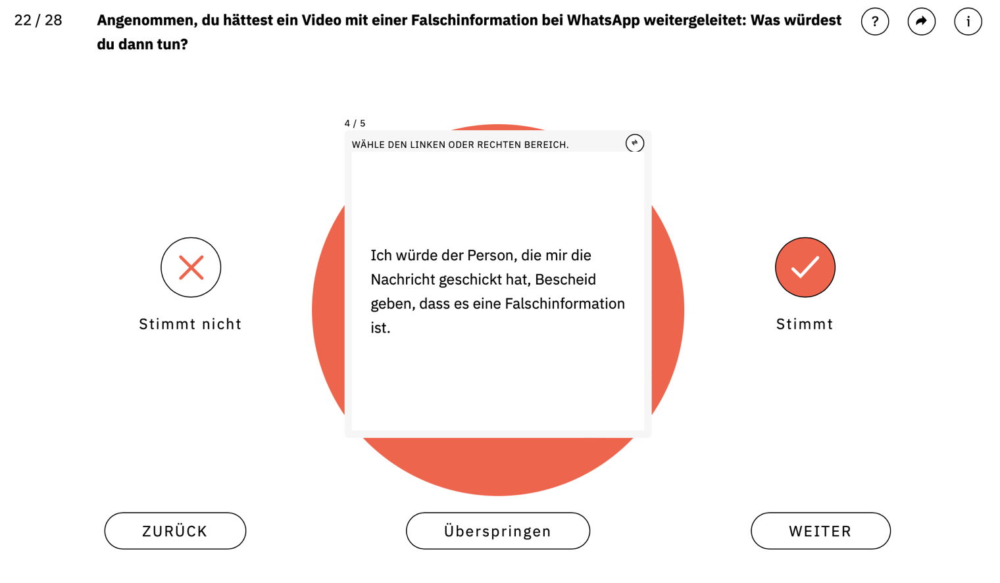 22 / 28
Angenommen, du hättest ein Video mit einer Falschinformation bei WhatsApp weitergeleitet: Was würdest
du dann tun?
?
i
4 / 5
WÄHLE DEN LINKEN ODER RECHTEN BEREICH.
Ich würde der Person, die mir die
Nachricht geschickt hat, Bescheid
geben, dass es eine Falschinformation
ist.
Stimmt nicht
Stimmt
ZURÜCK
Überspringen
WEITER